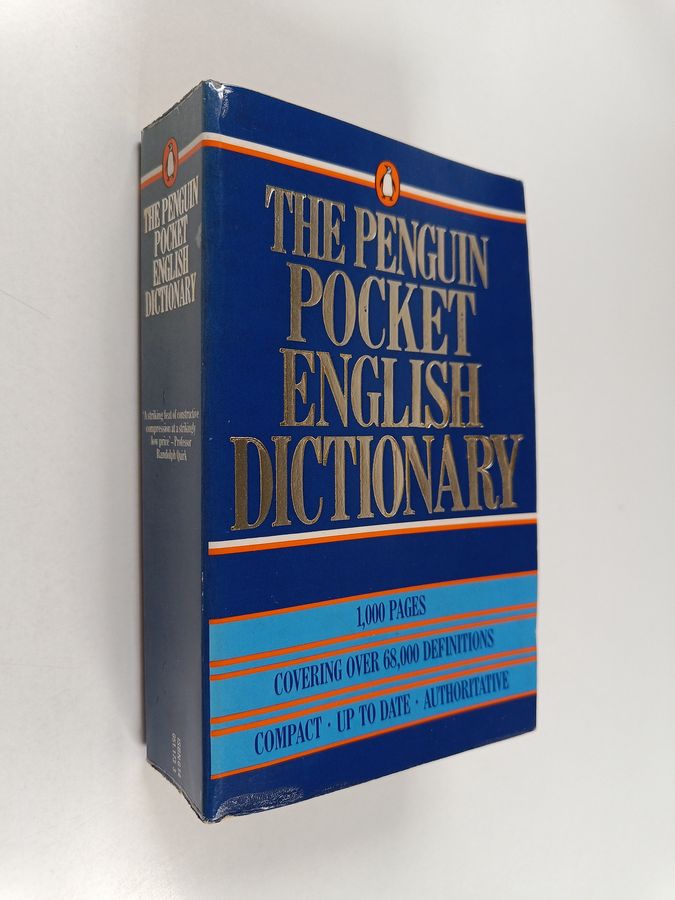 THE PENGUIN
POCKET
ENGLISH
DICTIONARY
'A striking feat of constructive
compression at a strikingly
low price' – Professor
Randolph Quirk
THE PENGUIN
POCKET
ENGLISH
DICTIONARY
1,000 PAGES
COVERING OVER 68,000 DEFINITIONS
COMPACT · UP TO DATE · AUTHORITATIVE